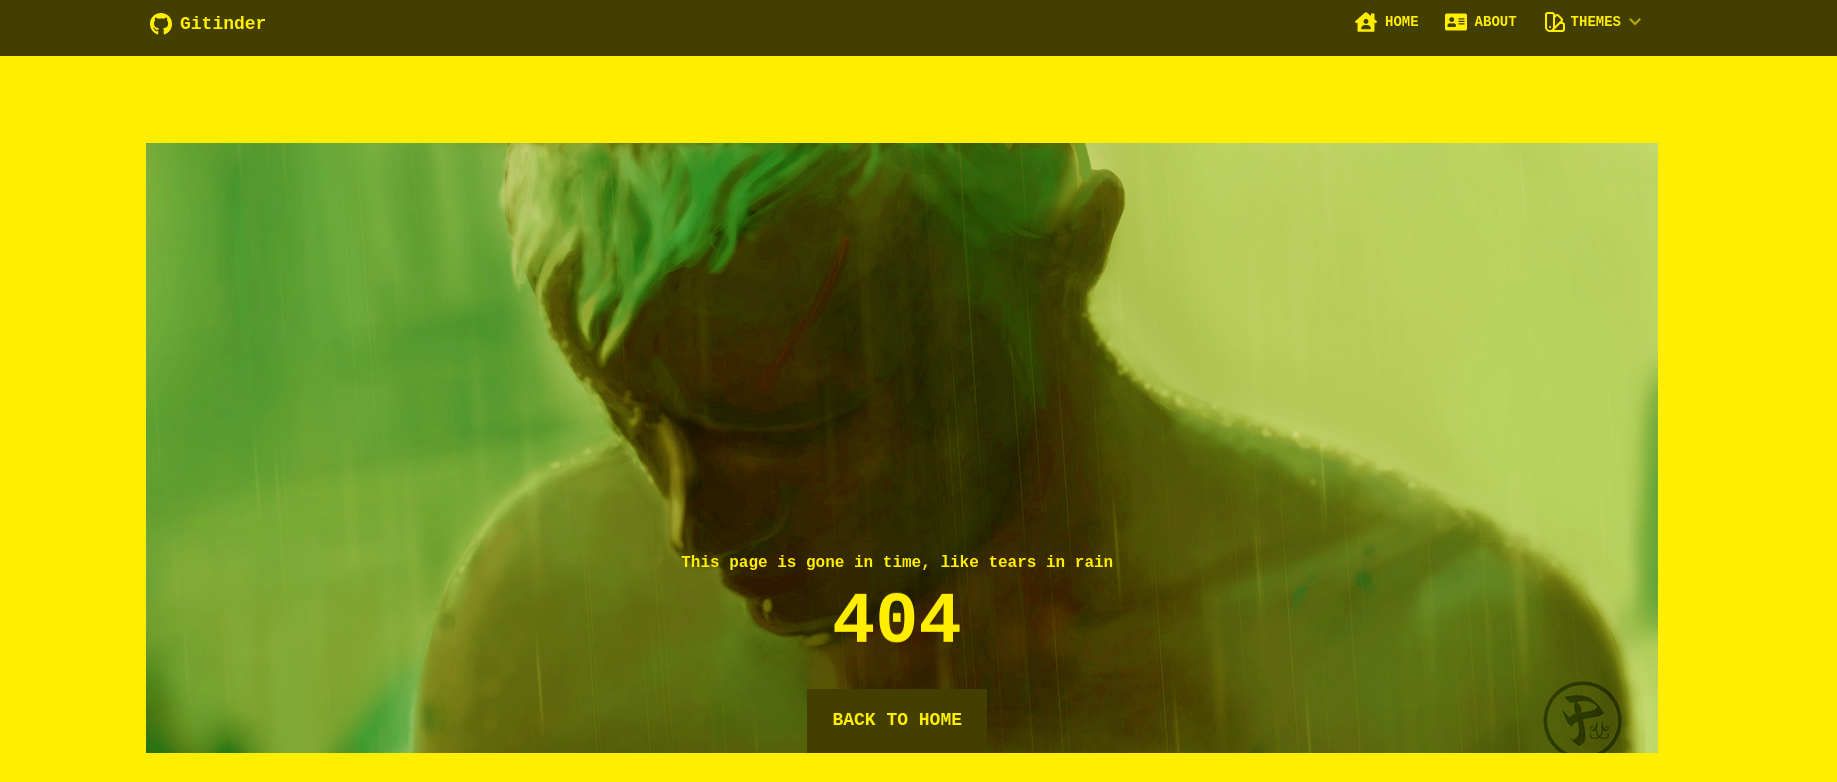 Gitinder
HOME
ABOUT
THEMES
This page is gone in time, like tears in rain
404
BACK TO HOME